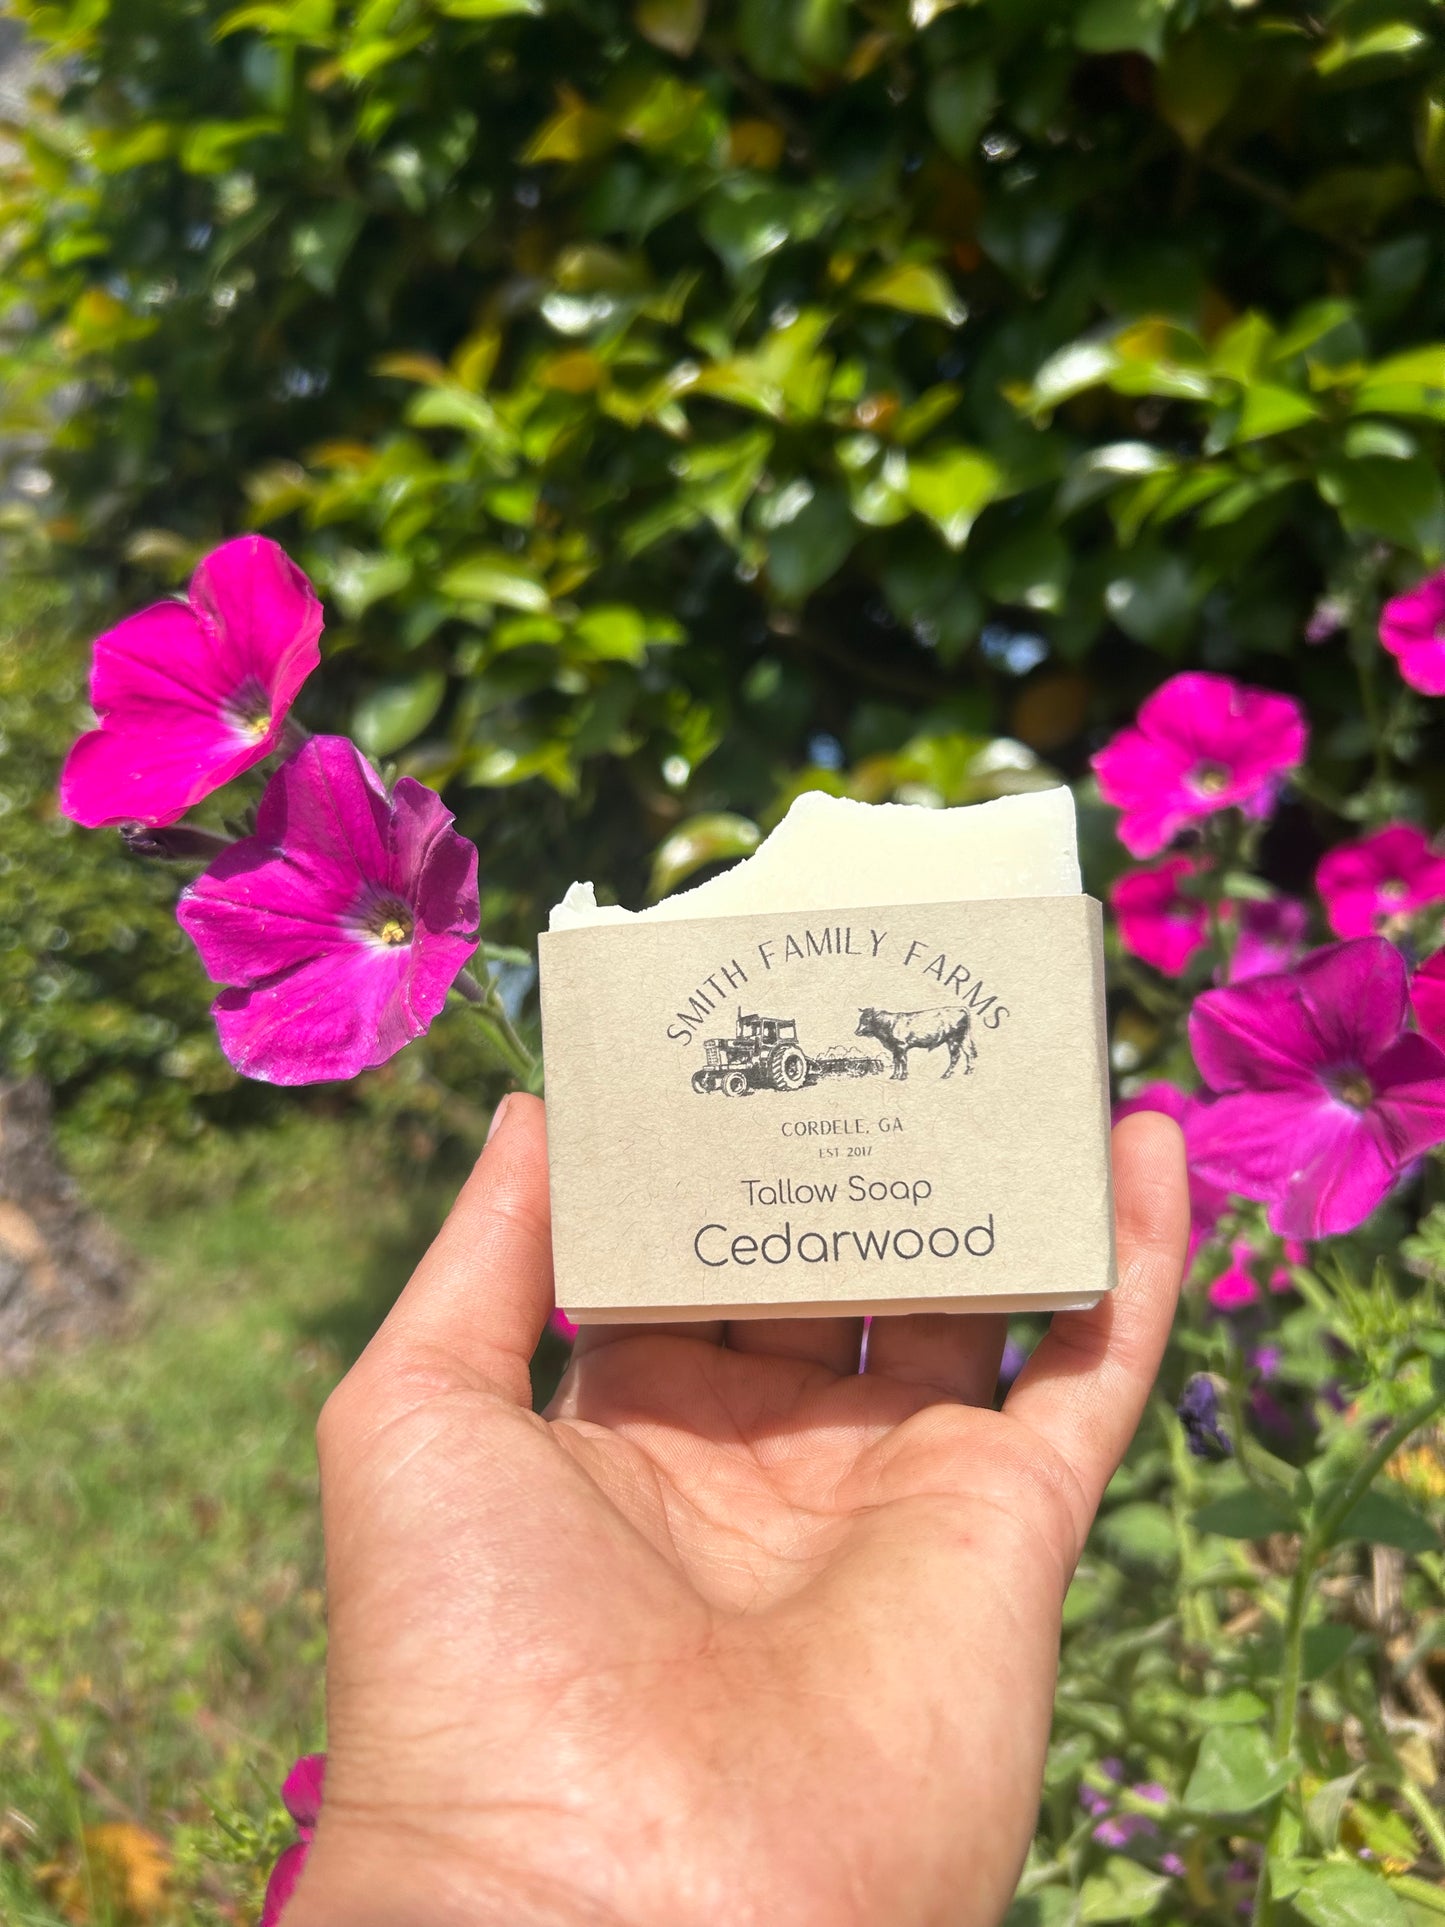 SMITH FAMILY FARMS
CORDELE, GA
EST 2017
Tallow Soap
Cedarwood